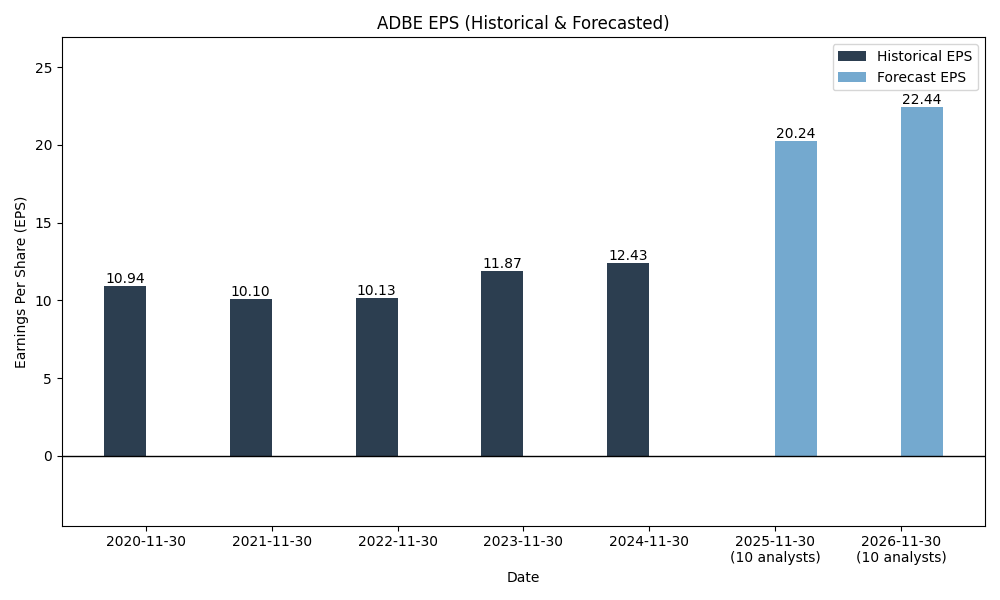 ADBE EPS (Historical & Forecasted)
Historical EPS
Forecast EPS
Earnings Per Share (EPS)
25
20
15
10
5
0
10.94
10.10
10.13
11.87
12.43
20.24
22.44
2020-11-30
2021-11-30
2022-11-30
2023-11-30
2024-11-30
2025-11-30
(10 analysts)
2026-11-30
(10 analysts)
Date